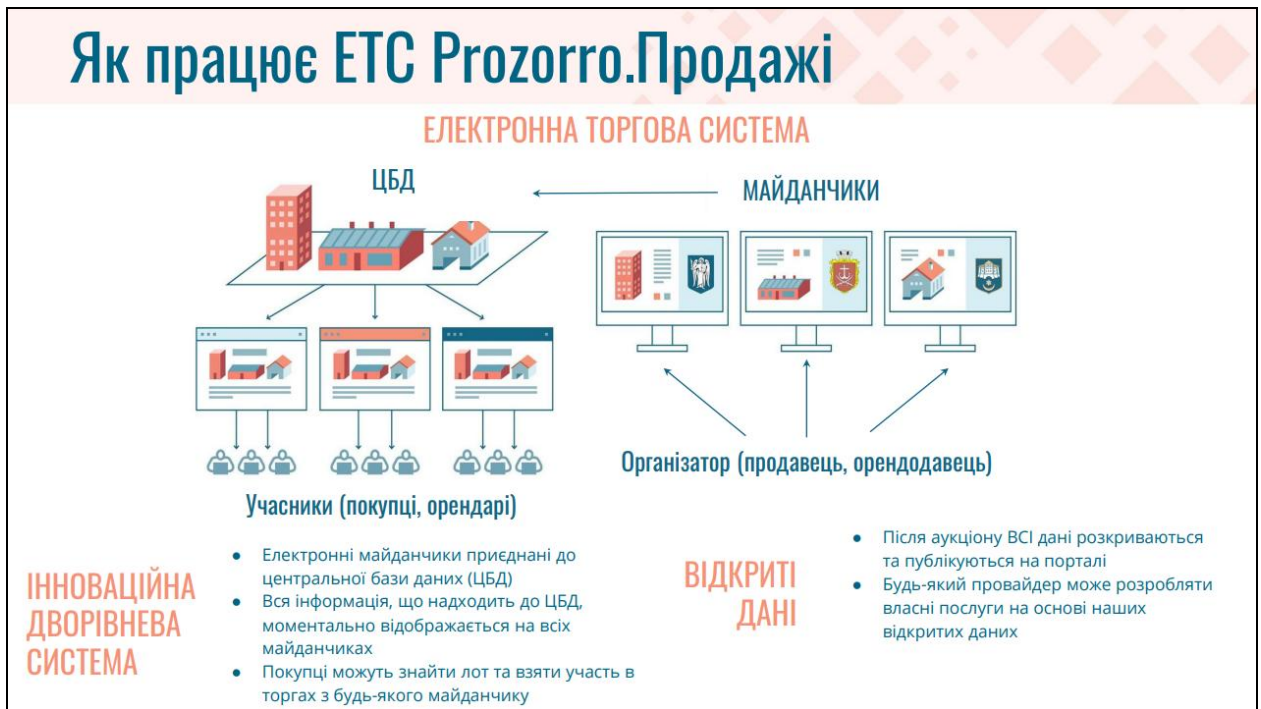 Як працює ЕТС Prozorro.Продажі
ЕЛЕКТРОННА ТОРГОВА СИСТЕМА
ЦБД
МАЙДАНЧИКИ
Організатор (продавець, орендодавець)
Учасники (покупці, орендарі)
ІННОВАЦІЙНА
ДВОРІВНЕВА
СИСТЕМА
● Електронні майданчики приєднані до
центральної бази даних (ЦБД)
● Вся інформація, що надходить до ЦБД,
моментально відображається на всіх
майданчиках
● Покупці можуть знайти лот та взяти участь в
торгах з будь-якого майданчику
ВІДКРИТІ
ДАНІ
● Після аукціону ВСІ дані розкриваються
та публікуються на порталі
● Будь-який провайдер може розробляти
власні послуги на основі наших
відкритих даних